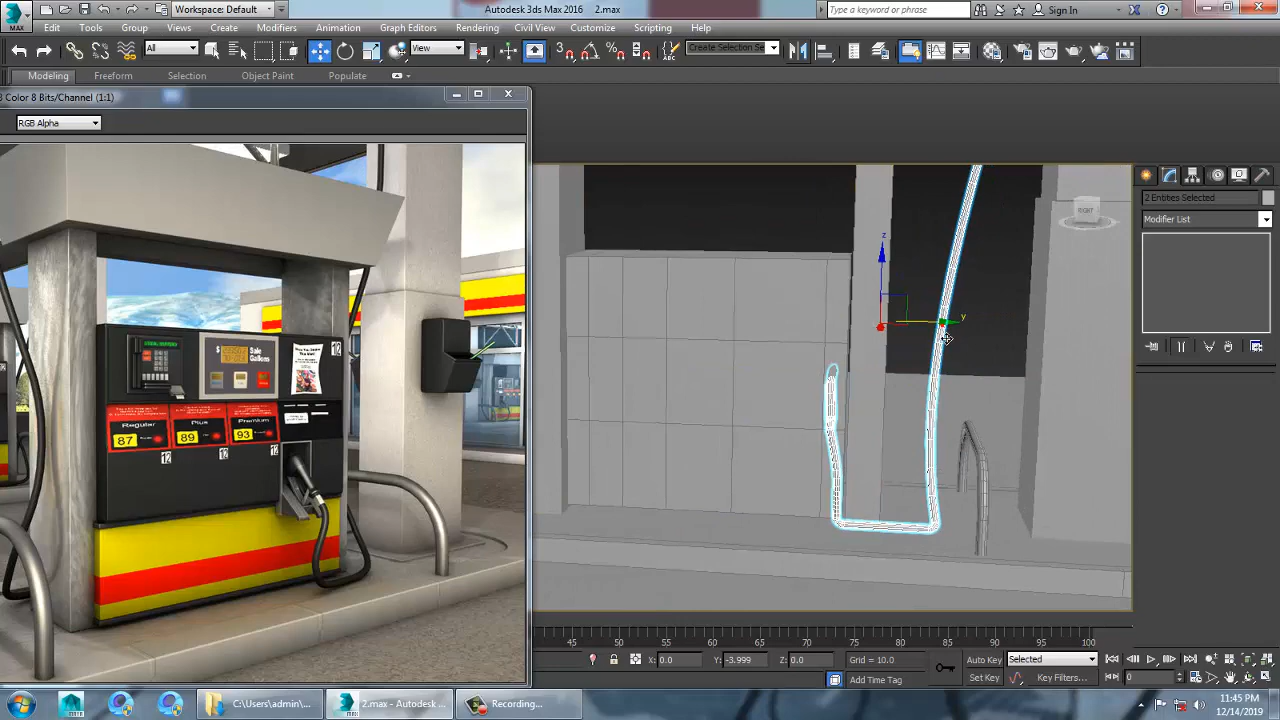 Workspace: Default
Autodesk 3ds Max 2016    2.max
Type a keyword or phrase
Sign In
MAX
Edit Tools Group Views Create Modifiers Animation Graph Editors Rendering Civil View Customize Scripting Help
All
View
Create Selection Se
Modeling Freeform Selection Object Paint Populate
Color 8 Bits/Channel (1:1)
RGB Alpha
2 Entities Selected
Modifier List
RIGHT
z
y
$
Sale
Gallons
12
Regular
87
Plus
89
Premium
93
12
12
12
45 50 55 60 65 70 75 80 85 90 95 100
X: 0.0 Y: -3.999 Z: 0.0 Grid = 10.0
Add Time Tag
Auto Key Selected
Set Key Key Filters...
0
C:\Users\admin\...
2.max - Autodesk ...
Recording...
11:45 PM
12/14/2019